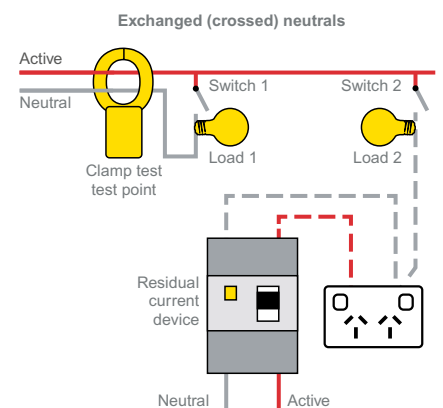 Exchanged (crossed) neutrals
Active
Neutral
Switch 1
Switch 2
Load 1
Load 2
Clamp test
test point
Residual
current
device
Neutral
Active